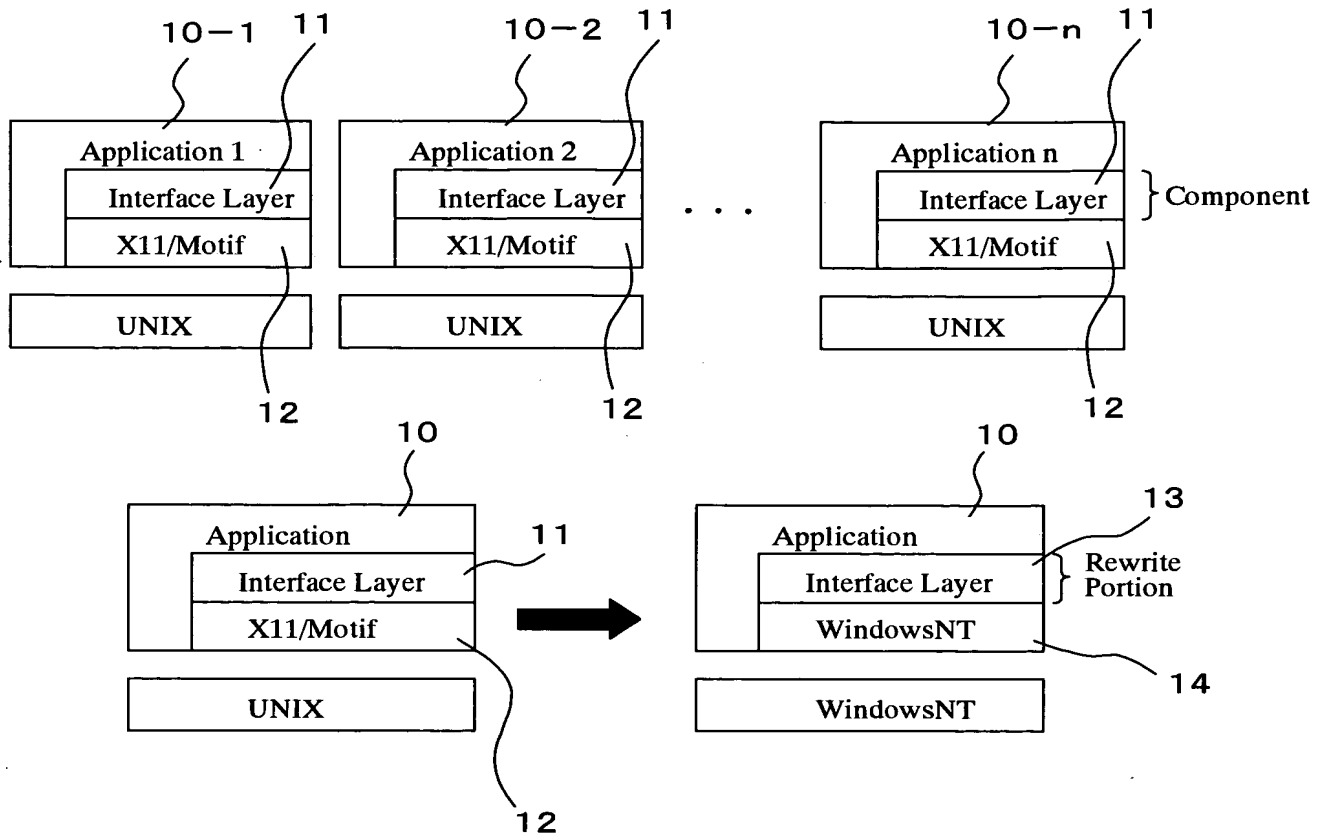 10-1
11
10-2
11
10-n
11
Application 1
Interface Layer
X11/Motif
UNIX
12
Application 2
Interface Layer
X11/Motif
UNIX
12
. . .
Application n
Interface Layer
X11/Motif
UNIX
12
Component
10
Application
11
Interface Layer
X11/Motif
UNIX
12
10
Application
13
Interface Layer
Rewrite
Portion
WindowsNT
14
WindowsNT